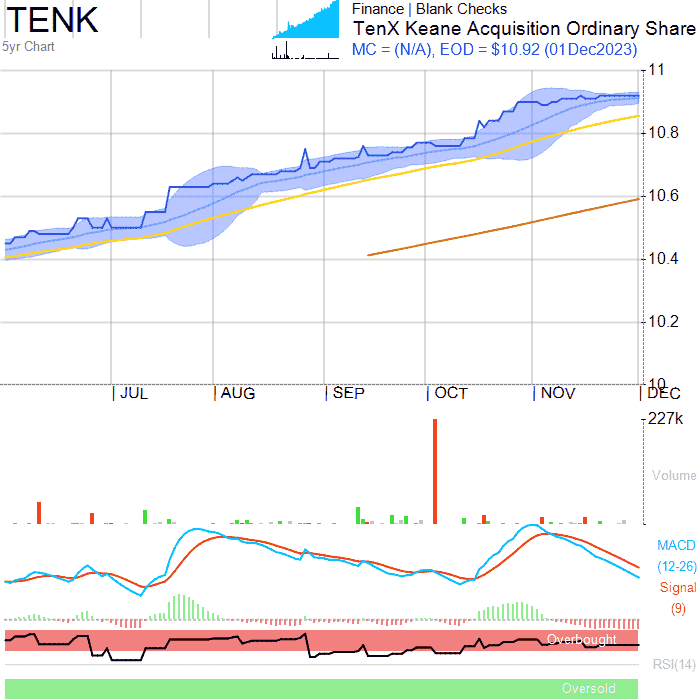 TENK
5yr Chart
Finance | Blank Checks
TenX Keane Acquisition Ordinary Share
MC = (N/A), EOD = $10.92 (01Dec2023)
11
10.8
10.6
10.4
10.2
10
JUL AUG SEP OCT NOV DEC
227k
Volume
MACD
(12-26)
Signal
(9)
Overbought
RSI(14)
Oversold